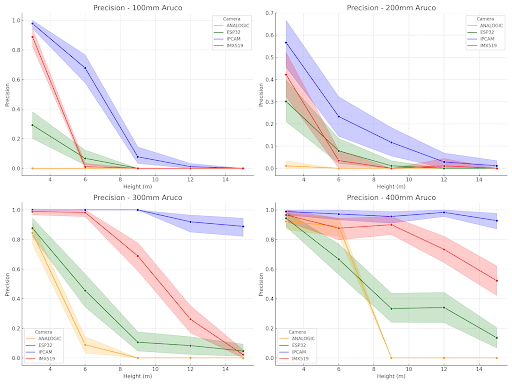 Precision - 100mm Aruco
Precision
1.0
0.8
0.6
0.4
0.2
0.0
4
6
8
10
12
14
Height (m)
Camera
ANALOGIC
ESP32
IPCAM
IMX519
Precision - 200mm Aruco
Precision
0.7
0.6
0.5
0.4
0.3
0.2
0.1
0.0
4
6
8
10
12
14
Height (m)
Camera
ANALOGIC
ESP32
IPCAM
IMX519
Precision - 300mm Aruco
Precision
1.0
0.8
0.6
0.4
0.2
0.0
4
6
8
10
12
14
Height (m)
Camera
ANALOGIC
ESP32
IPCAM
IMX519
Precision - 400mm Aruco
Precision
1.0
0.8
0.6
0.4
0.2
0.0
4
6
8
10
12
14
Height (m)
Camera
ANALOGIC
ESP32
IPCAM
IMX519